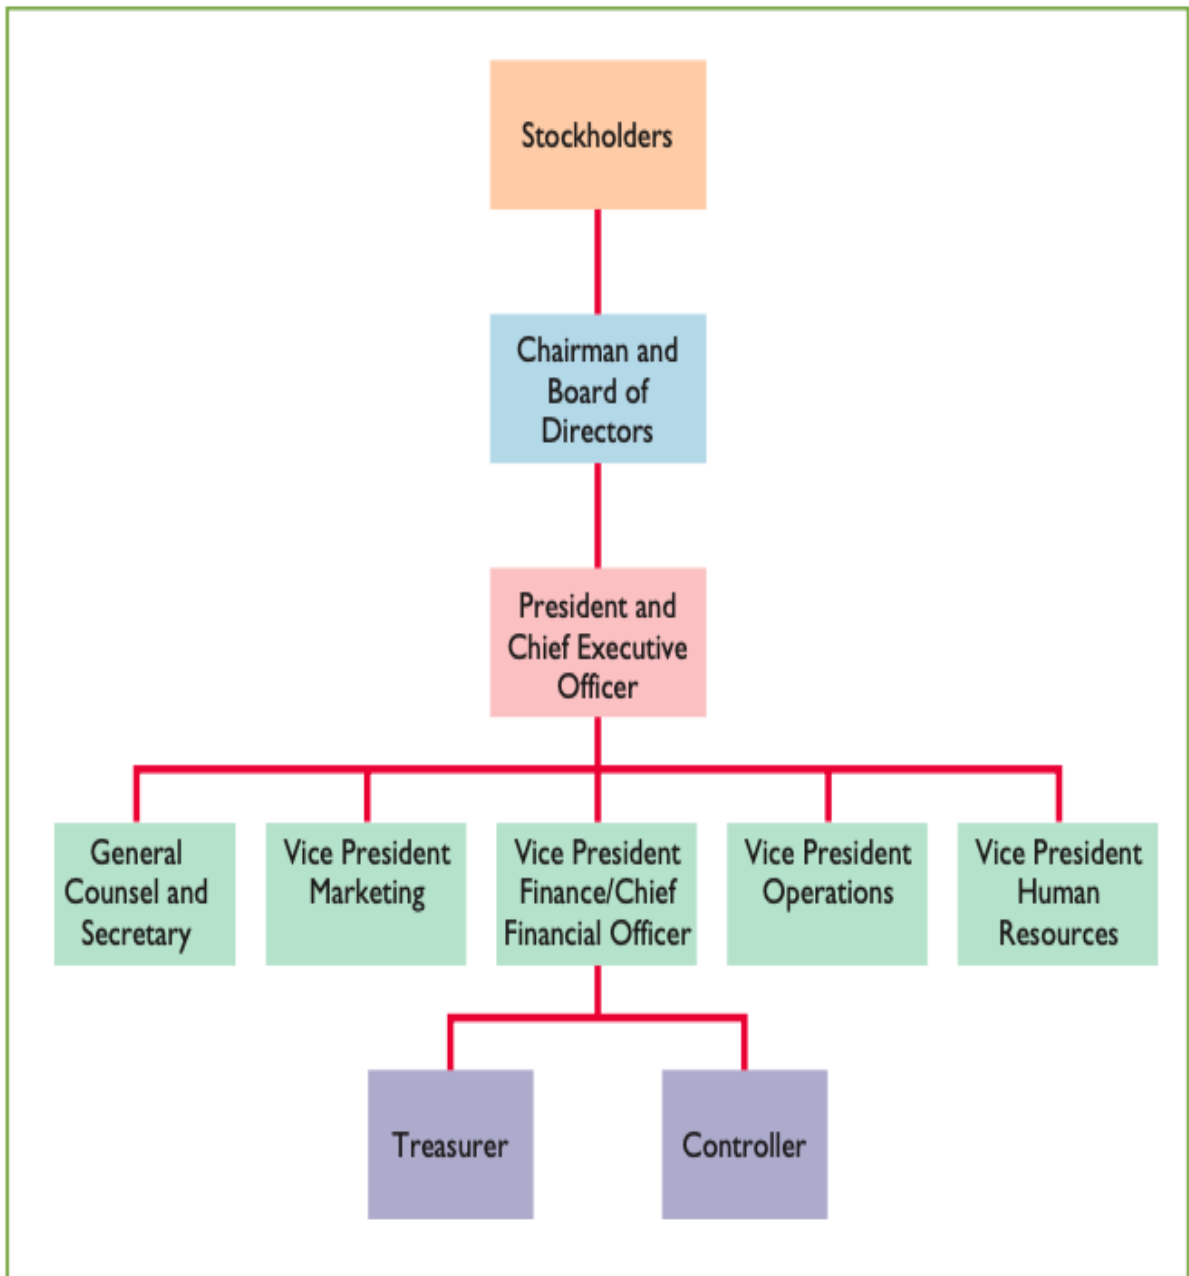 Stockholders
Chairman and
Board of
Directors
President and
Chief Executive
Officer
General
Counsel and
Secretary
Vice President
Marketing
Vice President
Finance/Chief
Financial Officer
Vice President
Operations
Vice President
Human
Resources
Treasurer
Controller